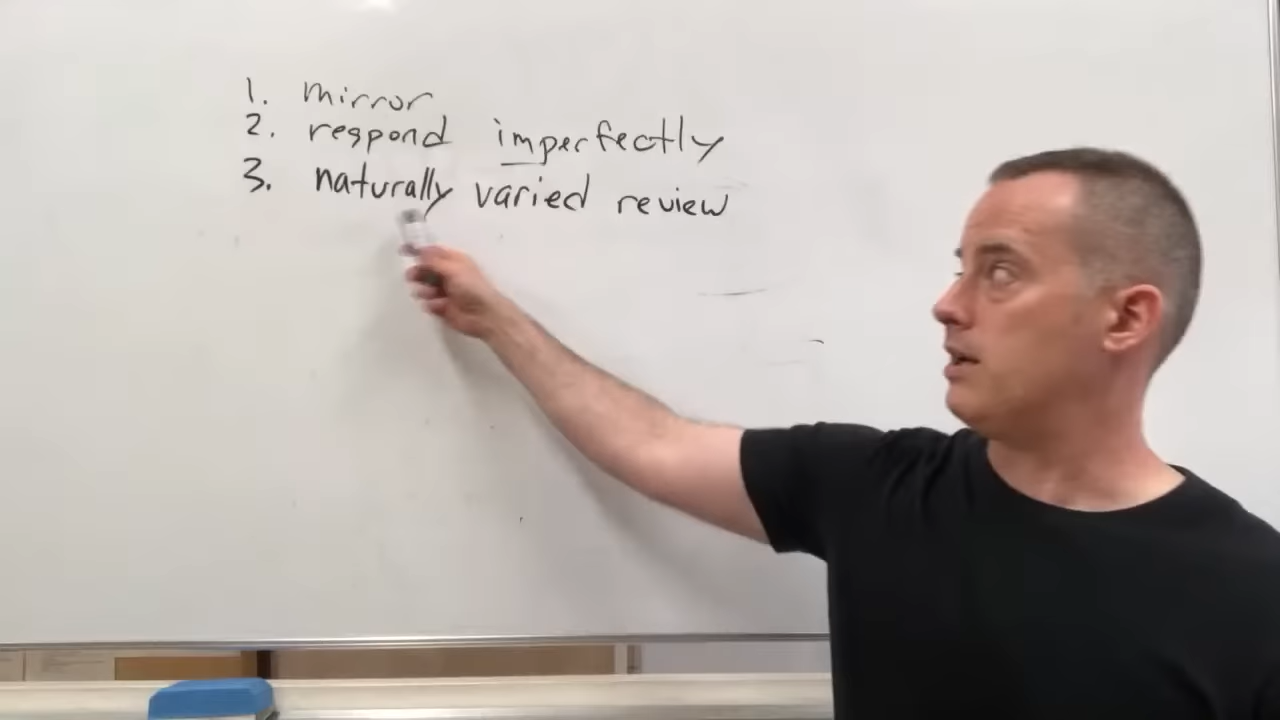 1. mirror
2. respond imperfectly
3. naturally varied review